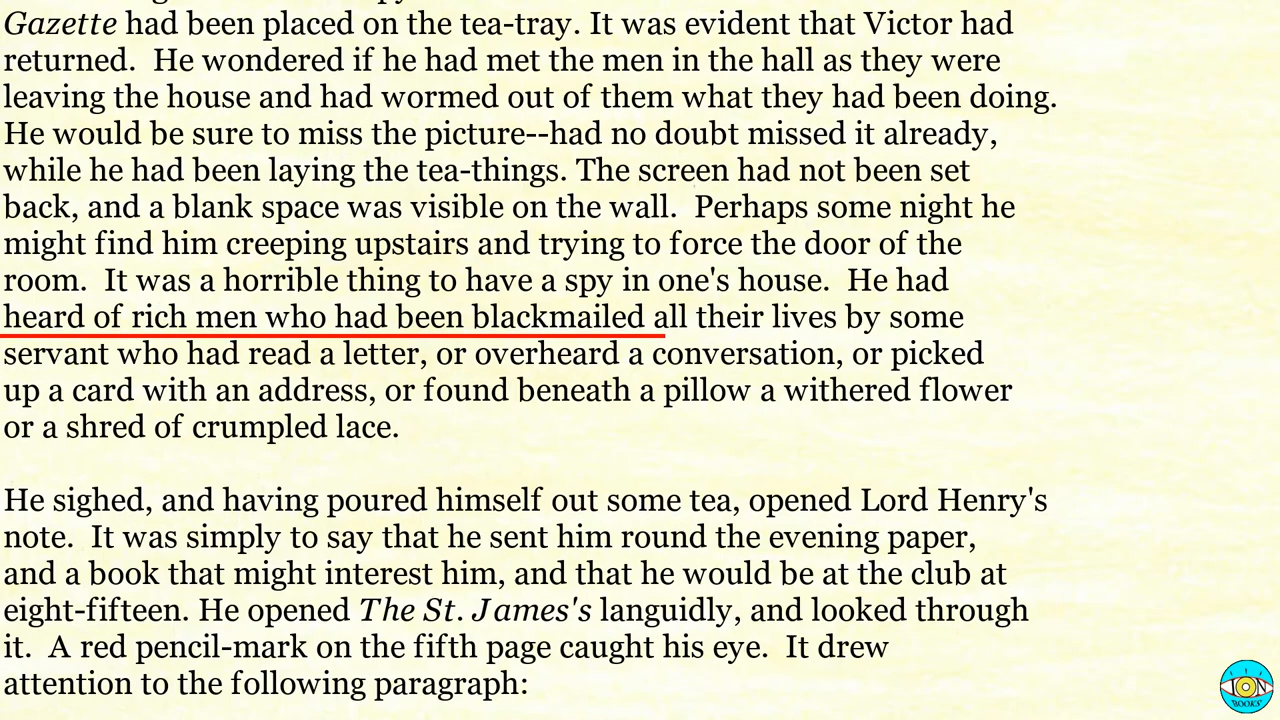 Gazette had been placed on the tea-tray. It was evident that Victor had
returned.  He wondered if he had met the men in the hall as they were
leaving the house and had wormed out of them what they had been doing.
He would be sure to miss the picture--had no doubt missed it already,
while he had been laying the tea-things. The screen had not been set
back, and a blank space was visible on the wall.  Perhaps some night he
might find him creeping upstairs and trying to force the door of the
room.  It was a horrible thing to have a spy in one's house.  He had
heard of rich men who had been blackmailed all their lives by some
servant who had read a letter, or overheard a conversation, or picked
up a card with an address, or found beneath a pillow a withered flower
or a shred of crumpled lace.
He sighed, and having poured himself out some tea, opened Lord Henry's
note.  It was simply to say that he sent him round the evening paper,
and a book that might interest him, and that he would be at the club at
eight-fifteen. He opened The St. James's languidly, and looked through
it.  A red pencil-mark on the fifth page caught his eye.  It drew
attention to the following paragraph:
ION
BOOKS